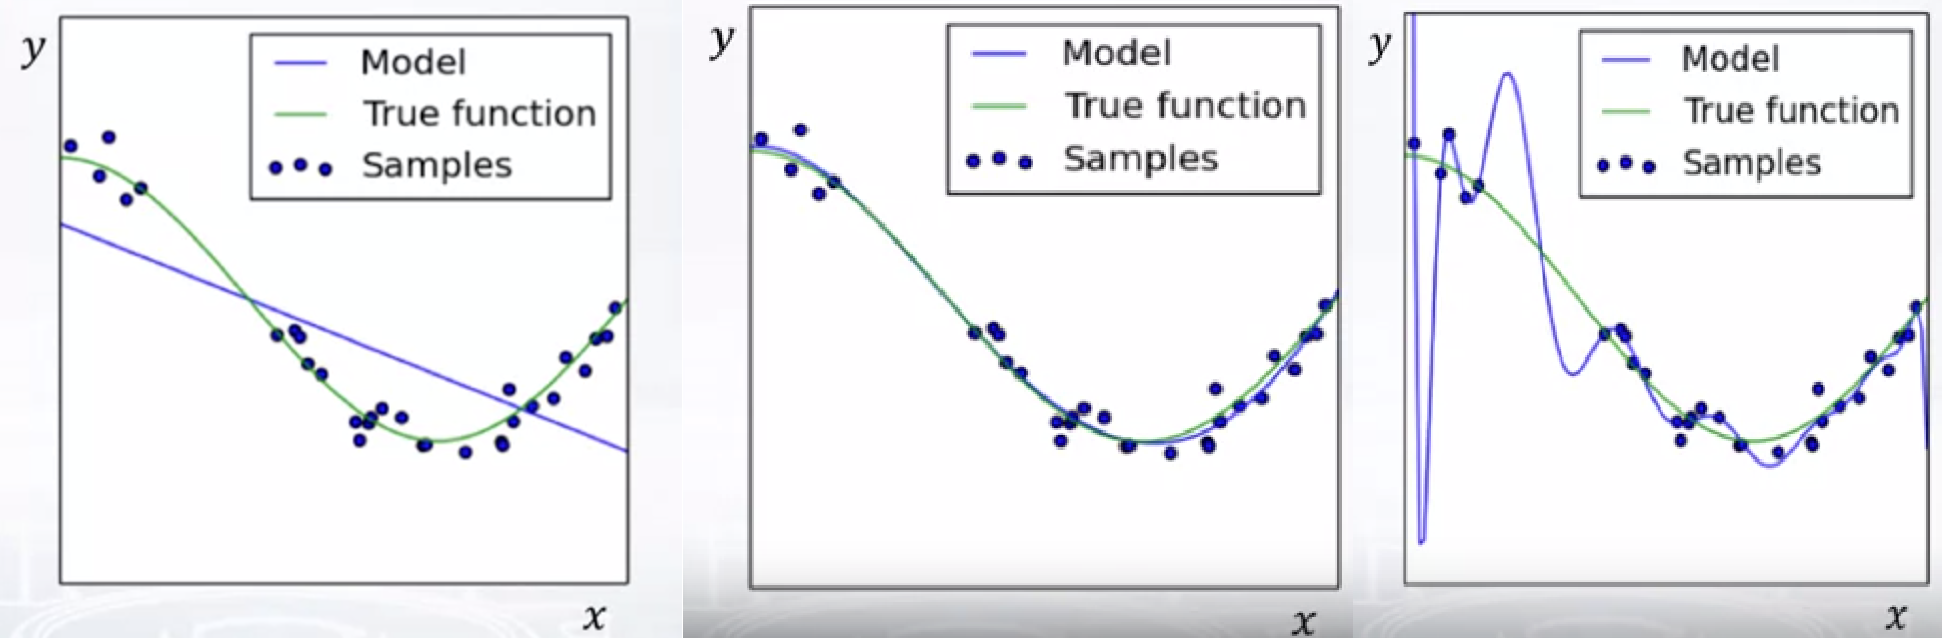 y
Model
True function
Samples
x
y
Model
True function
Samples
x
y
Model
True function
Samples
x